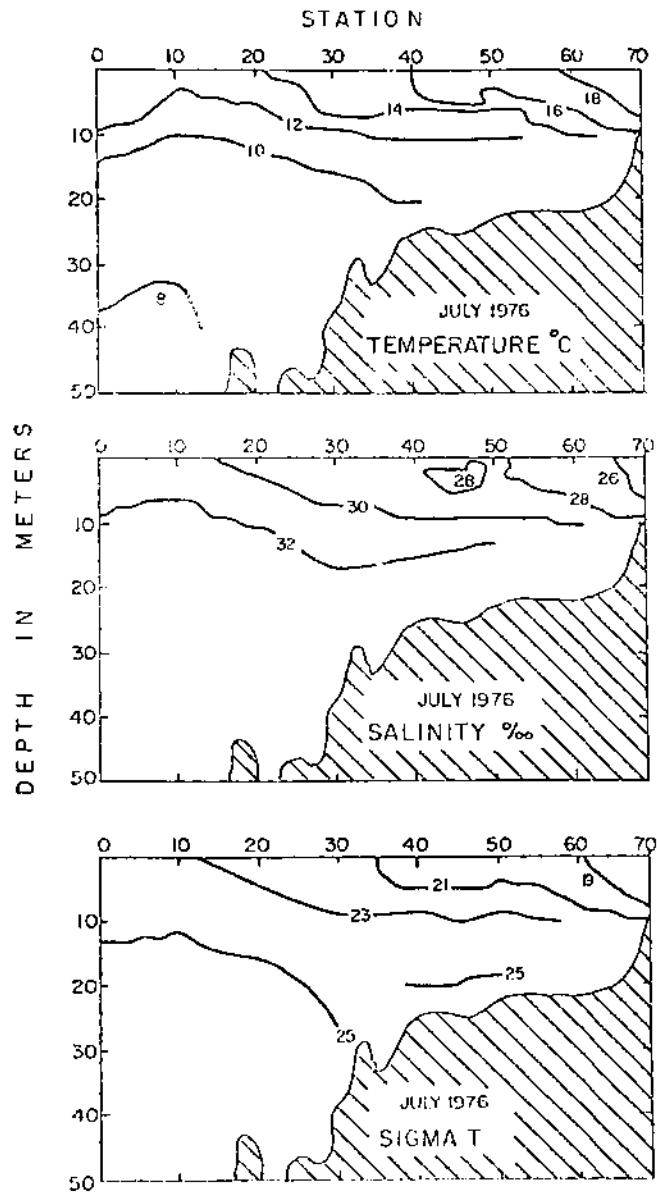 STATION
0 10 20 30 40 50 60 70
18
14
16
12
10
10
20
30
8
40
JULY 1976
TEMPERATURE °C
50
DEPTH IN METERS
0 10 20 30 40 50 60 70
28
26
30
28
10
32
20
30
40
JULY 1976
SALINITY ‰
50
0 10 20 30 40 50 60 70
21
19
23
10
25
20
25
30
40
JULY 1976
SIGMA T
50